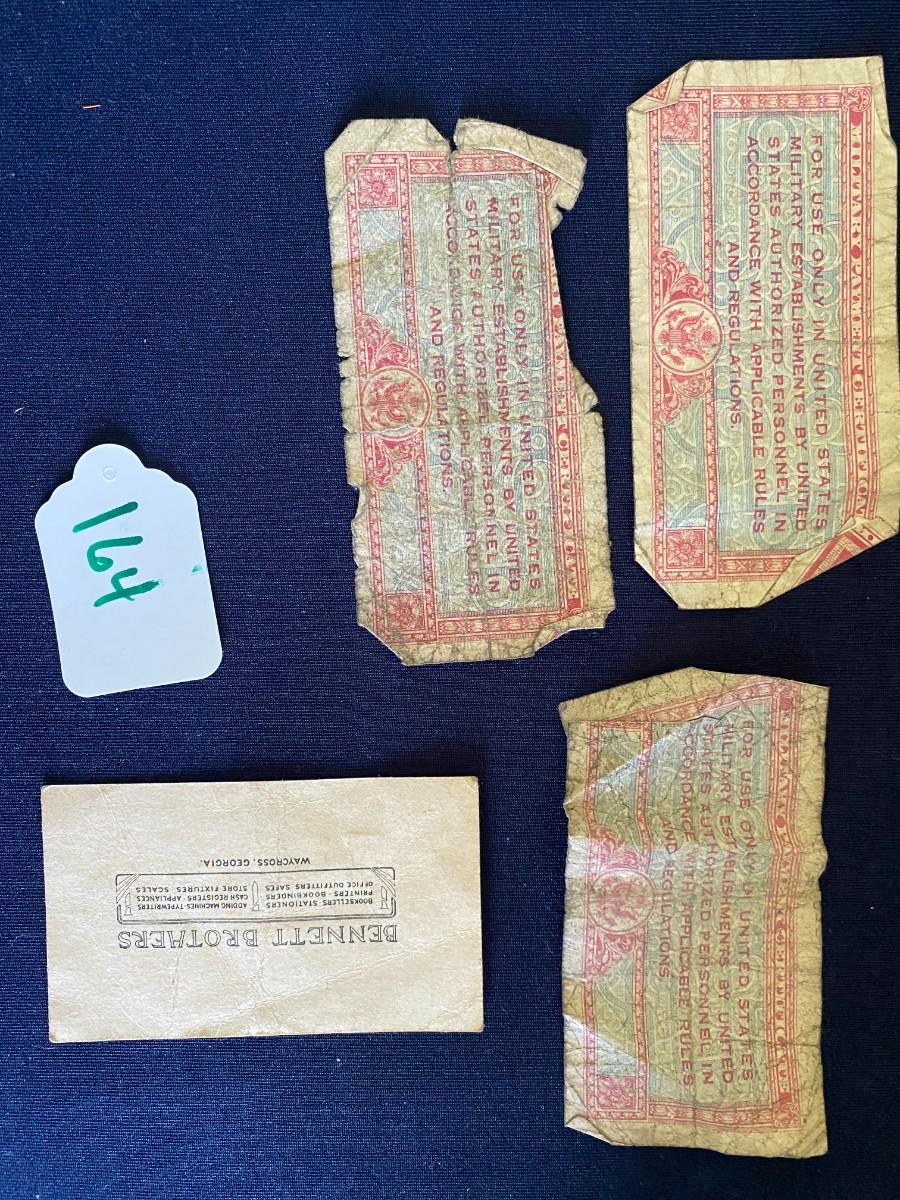 FOR USE ONLY IN UNITED STATES
MILITARY ESTABLISHMENTS BY UNITED
STATES AUTHORIZED PERSONNEL IN
ACCORDANCE WITH APPLICABLE RULES
AND REGULATIONS.
FOR USE ONLY IN UNITED STATES
MILITARY ESTABLISHMENTS BY UNITED
STATES AUTHORIZED PERSONNEL IN
ACCORDANCE WITH APPLICABLE RULES
AND REGULATIONS.
164
FOR USE ONLY UNITED STATES
MILITARY ESTABLISHMENTS BY UNITED
STATES AUTHORIZED PERSONNEL IN
ACCORDANCE WITH APPLICABLE RULES
AND REGULATIONS.
BENNETT BROTHERS
BOOKSELLERS STATIONERS
PRINTERS - BOOKBINDERS
OFFICE OUTFITTERS SAFES
ADDING MACHINES-TYPEWRITERS
CASH REGISTERS - APPLIANCES
STORE FIXTURES SCALES
WAYCROSS, GEORGIA.